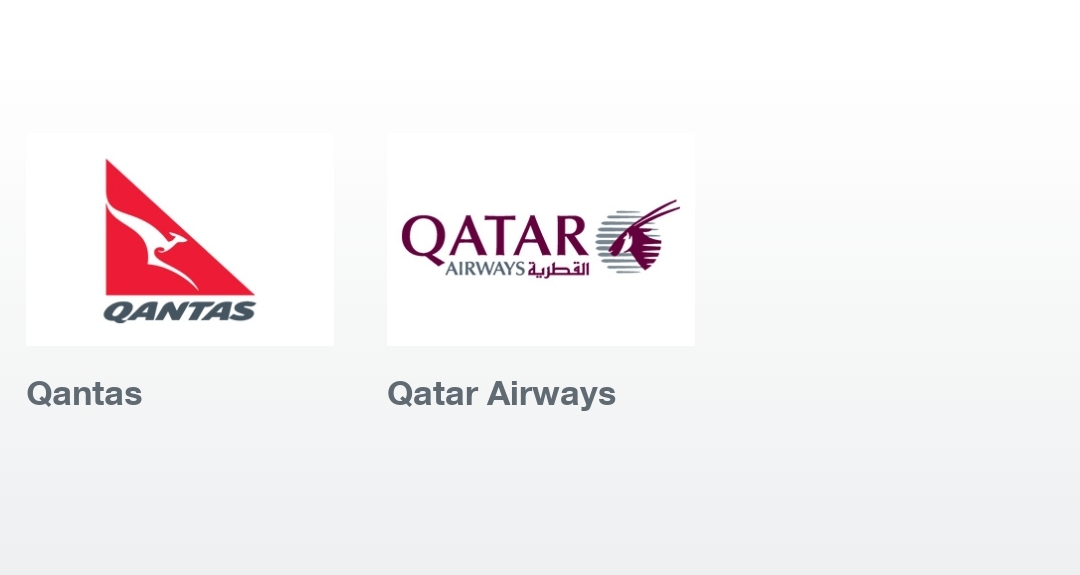 QANTAS
QATAR
AIRWAYS القطرية
Qantas
Qatar Airways